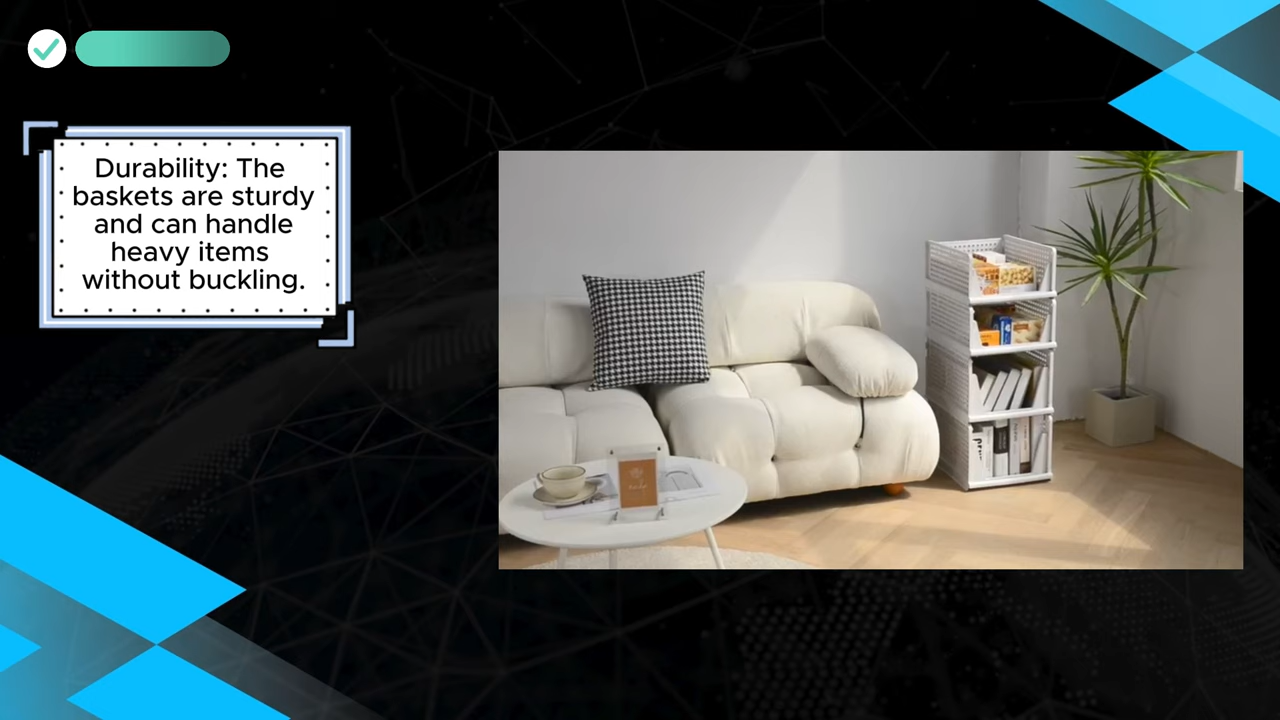 Durability: The
baskets are sturdy
and can handle
heavy items
without buckling.